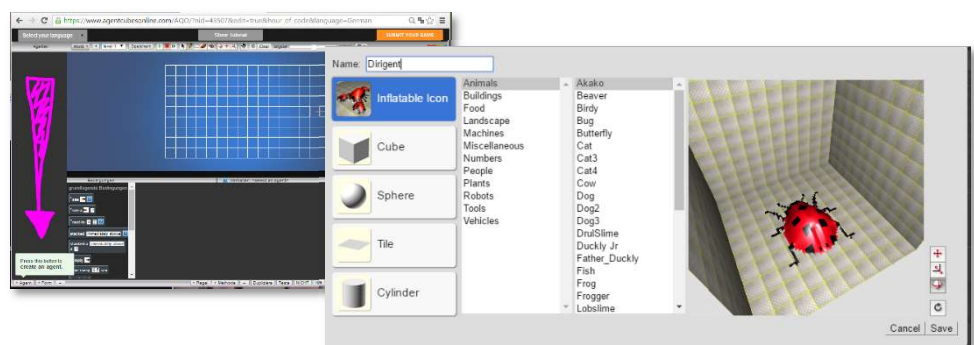 https://www.agentcubesonline.com/AQO/?nid=43507&edit=true&hour_of_code&language=German
Select your language
Show Tutorial
SUBMIT YOUR GAME
Press this button to
create an agent.
Name: Dirigent
Inflatable Icon
Cube
Sphere
Tile
Cylinder
Animals
Buildings
Food
Landscape
Machines
Miscellaneous
Numbers
People
Plants
Robots
Tools
Vehicles
Akako
Beaver
Birdy
Bug
Butterfly
Cat
Cat3
Cat4
Cow
Dog
Dog2
Dog3
DrulSlime
Duckly Jr
Father_Duckly
Fish
Frog
Frogger
Lobslime
Cancel
Save